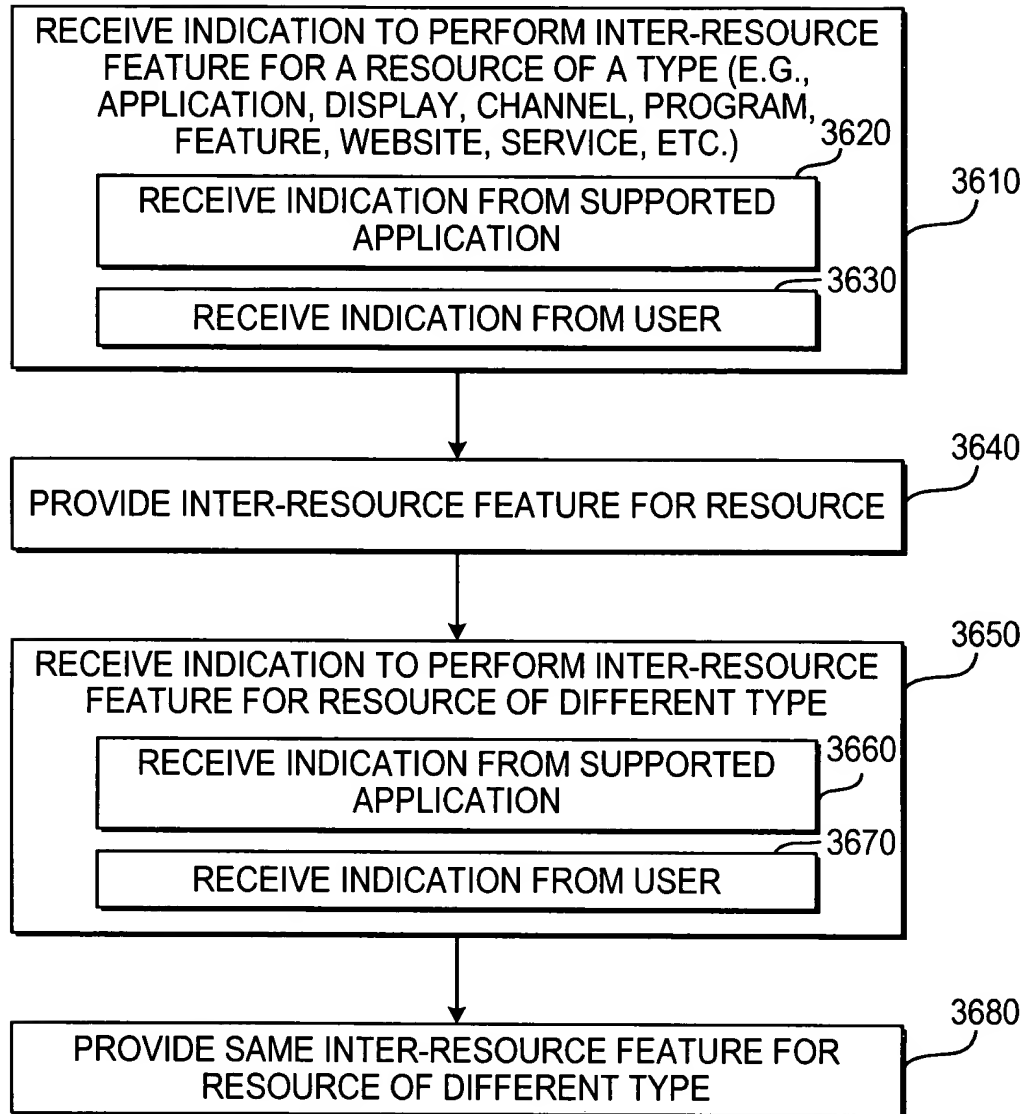 RECEIVE INDICATION TO PERFORM INTER-RESOURCE
FEATURE FOR A RESOURCE OF A TYPE (E.G.,
APPLICATION, DISPLAY, CHANNEL, PROGRAM,
FEATURE, WEBSITE, SERVICE, ETC.)
3620
3610
RECEIVE INDICATION FROM SUPPORTED
APPLICATION
3630
RECEIVE INDICATION FROM USER
3640
PROVIDE INTER-RESOURCE FEATURE FOR RESOURCE
3650
RECEIVE INDICATION TO PERFORM INTER-RESOURCE
FEATURE FOR RESOURCE OF DIFFERENT TYPE
3660
RECEIVE INDICATION FROM SUPPORTED
APPLICATION
3670
RECEIVE INDICATION FROM USER
3680
PROVIDE SAME INTER-RESOURCE FEATURE FOR
RESOURCE OF DIFFERENT TYPE